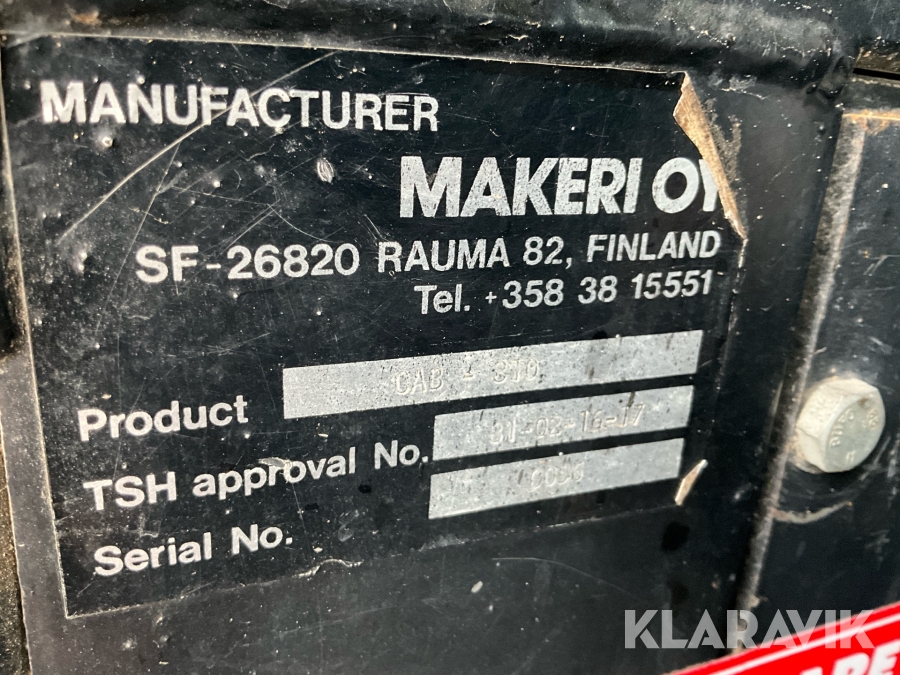 MANUFACTURER
MAKERI OY
SF-26820 RAUMA 82, FINLAND
Tel. +358 38 15551
Product CAB - 
TSH approval No.
Serial No.
KLARAVIK